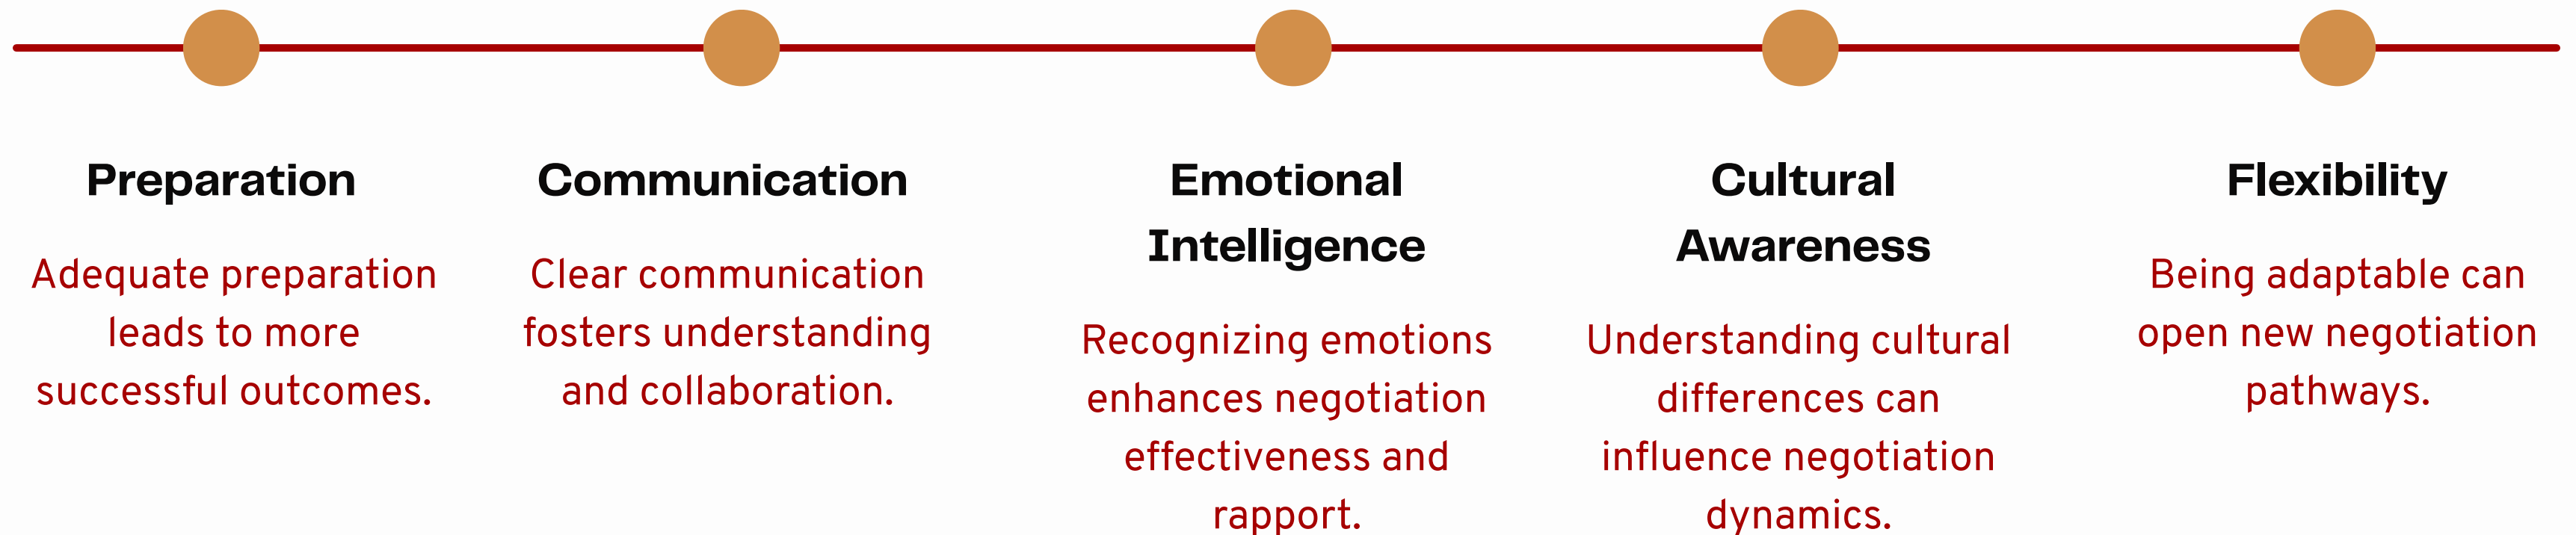 Preparation
Adequate preparation
leads to more
successful outcomes.
Communication
Clear communication
fosters understanding
and collaboration.
Emotional
Intelligence
Recognizing emotions
enhances negotiation
effectiveness and
rapport.
Cultural
Awareness
Understanding cultural
differences can
influence negotiation
dynamics.
Flexibility
Being adaptable can
open new negotiation
pathways.